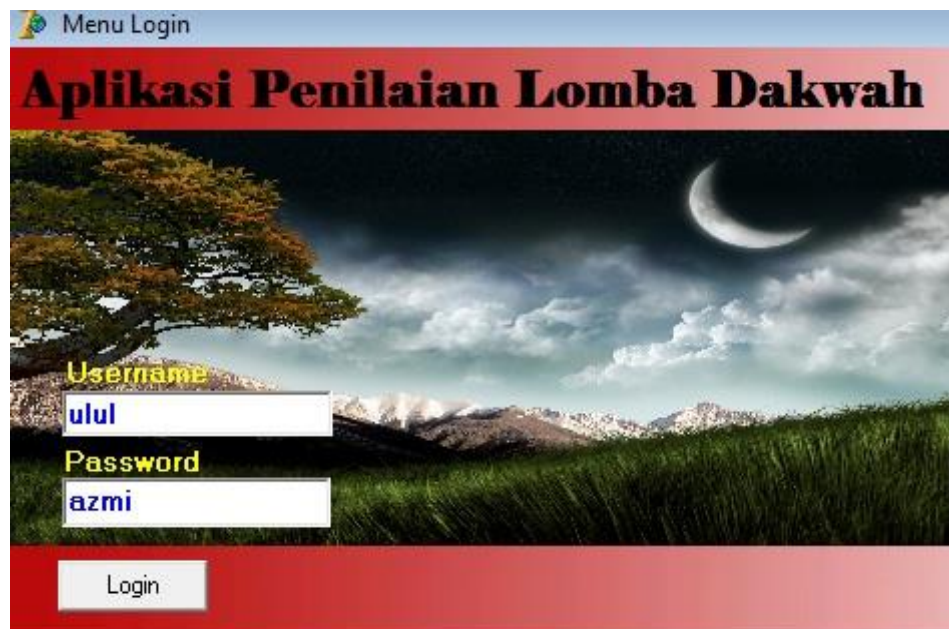 Menu Login
Aplikasi Penilaian Lomba Dakwah
Username
ulul
Password
azmi
Login